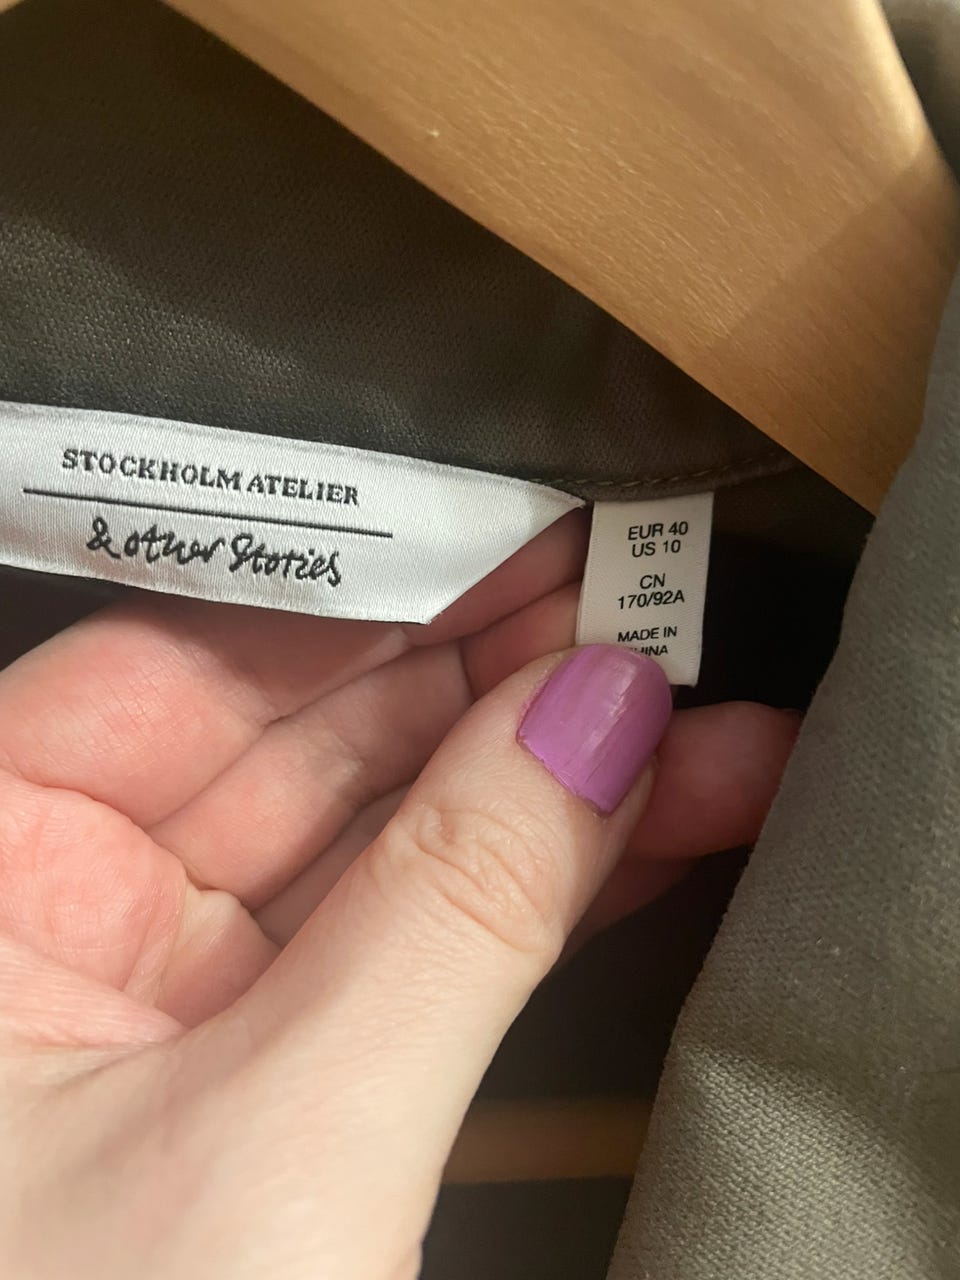 STOCKHOLM ATELIER
& other Stories
EUR 40
US 10
CN
170/92A
MADE IN